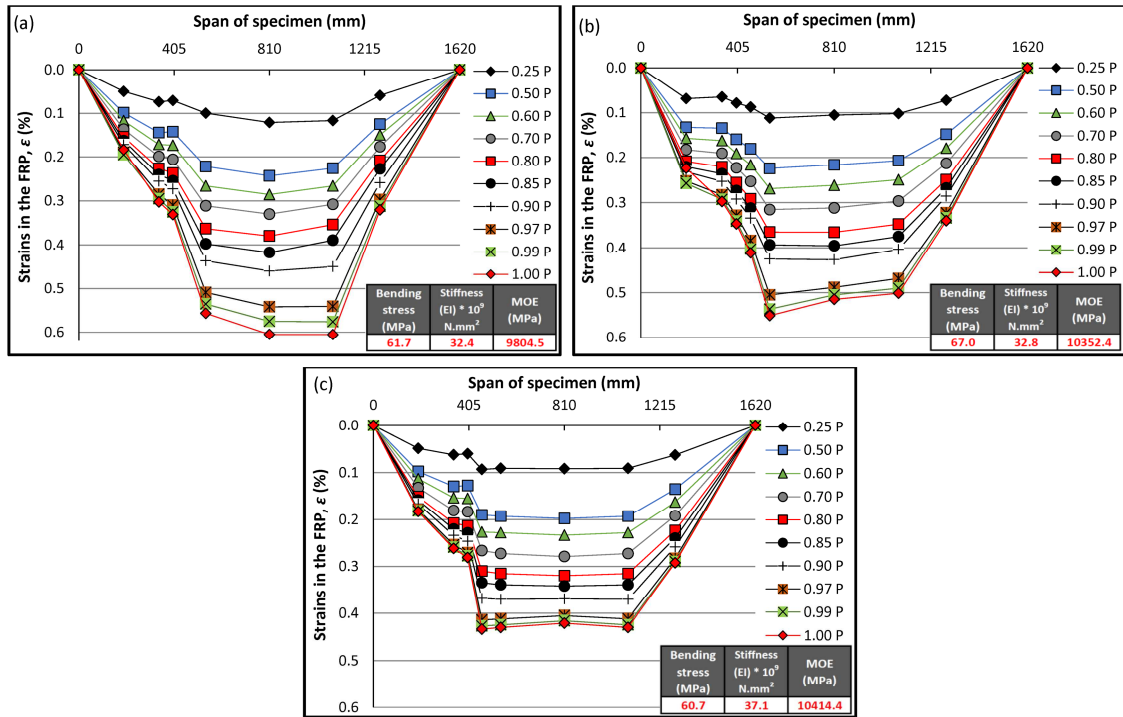 (a)
Span of specimen (mm)
0 405 810 1215 1620
0.0
0.1
0.2
0.3
0.4
0.5
0.6
Strains in the FRP, ε (%)
0.25 P
0.50 P
0.60 P
0.70 P
0.80 P
0.85 P
0.90 P
0.97 P
0.99 P
1.00 P
Bending stress (MPa) Stiffness (EI) * 10⁹ N.mm² MOE (MPa)
61.7 32.4 9804.5
(b)
Span of specimen (mm)
0 405 810 1215 1620
0.0
0.1
0.2
0.3
0.4
0.5
0.6
Strains in the FRP, ε (%)
0.25 P
0.50 P
0.60 P
0.70 P
0.80 P
0.85 P
0.90 P
0.97 P
0.99 P
1.00 P
Bending stress (MPa) Stiffness (EI) * 10⁹ N.mm² MOE (MPa)
67.0 32.8 10352.4
(c)
Span of specimen (mm)
0 405 810 1215 1620
0.0
0.1
0.2
0.3
0.4
0.5
0.6
Strains in the FRP, ε (%)
0.25 P
0.50 P
0.60 P
0.70 P
0.80 P
0.85 P
0.90 P
0.97 P
0.99 P
1.00 P
Bending stress (MPa) Stiffness (EI) * 10⁹ N.mm² MOE (MPa)
60.7 37.1 10414.4